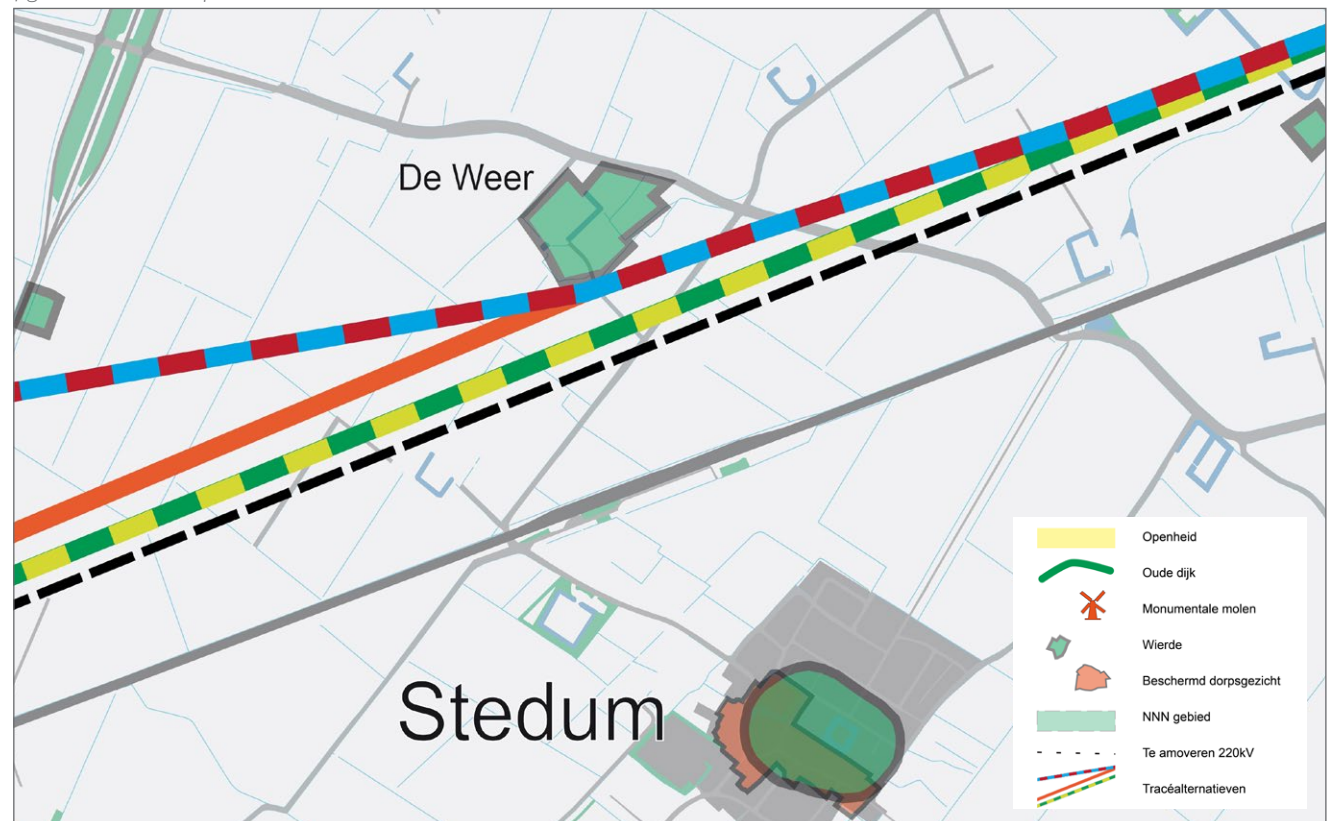 De Weer
Stedum
Openheid
Oude dijk
Monumentale molen
Wierde
Beschermd dorpsgezicht
NNN gebied
Te amoveren 220kV
Tracéalternatieven